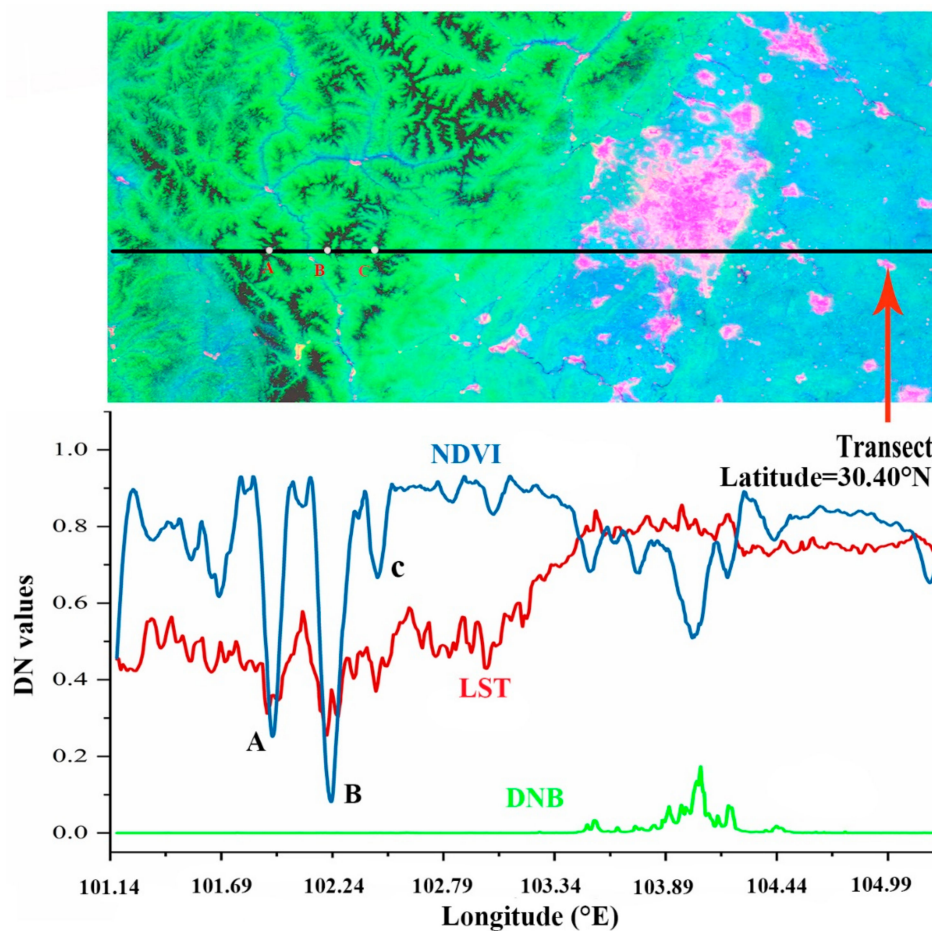 A
B
C
Transect
Latitude=30.40°N
NDVI
LST
DNB
A
B
C
DN values
1.0
0.8
0.6
0.4
0.2
0.0
101.14 101.69 102.24 102.79 103.34 103.89 104.44 104.99
Longitude (°E)